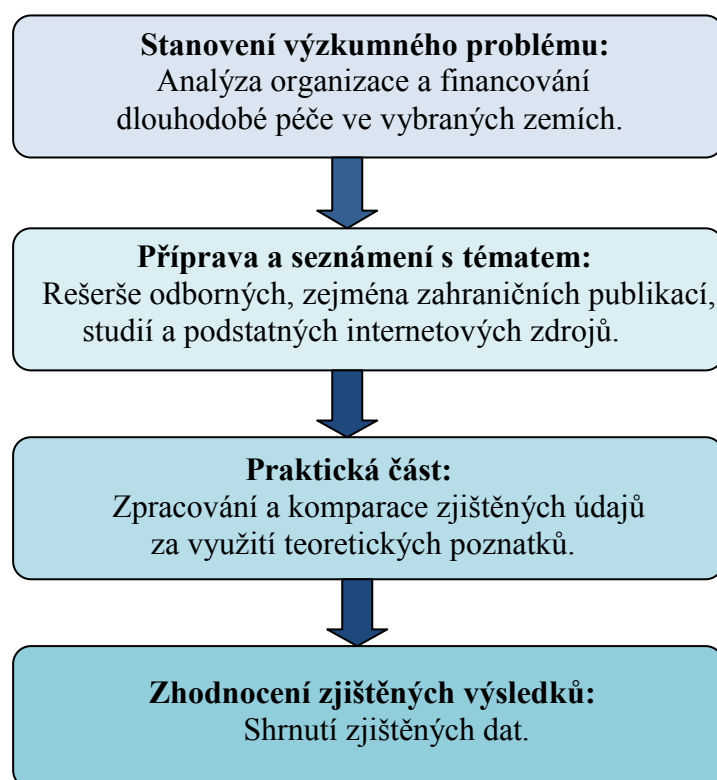 Stanovení výzkumného problému:
Analýza organizace a financování
dlouhodobé péče ve vybraných zemích.
Příprava a seznámení s tématem:
Rešerše odborných, zejména zahraničních publikací,
studií a podstatných internetových zdrojů.
Praktická část:
Zpracování a komparace zjištěných údajů
za využití teoretických poznatků.
Zhodnocení zjištěných výsledků:
Shrnutí zjištěných dat.